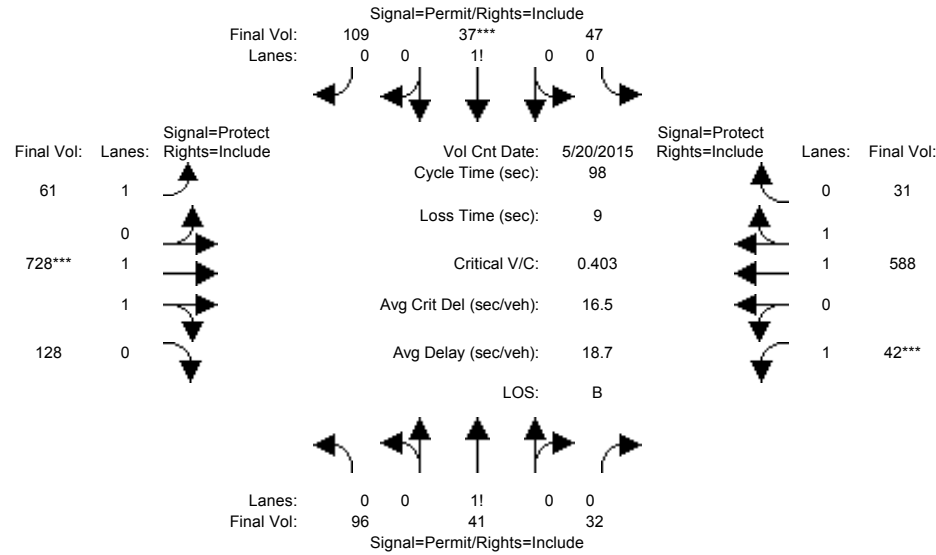 Signal=Permit/Rights=Include
Final Vol: 109 37*** 47
Lanes: 0 0 1! 0 0
Signal=Protect Signal=Protect
Final Vol: Lanes: Rights=Include Vol Cnt Date: 5/20/2015 Rights=Include Lanes: Final Vol:
Cycle Time (sec): 98
61 1 0 31
Loss Time (sec): 9
0 1
728*** 1 Critical V/C: 0.403 1 588
1 Avg Crit Del (sec/veh): 16.5 0
128 0 Avg Delay (sec/veh): 18.7 1 42***
LOS: B
Lanes: 0 0 1! 0 0
Final Vol: 96 41 32
Signal=Permit/Rights=Include